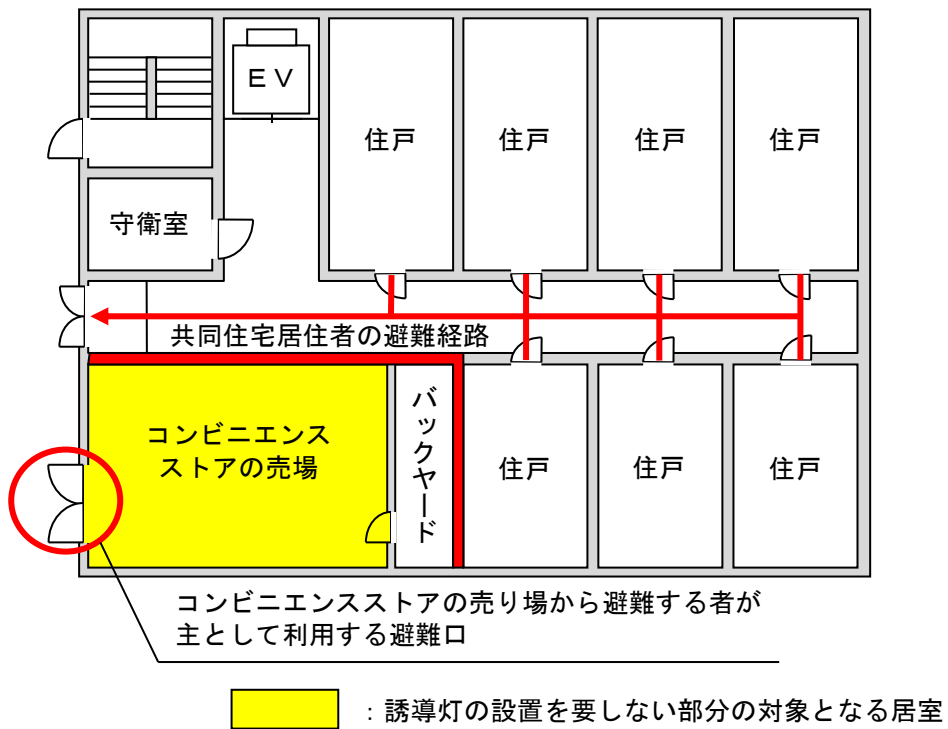 ＥＶ
住戸
住戸
住戸
住戸
守衛室
共同住宅居住者の避難経路
コンビニエンス
ストアの売場
バックヤード
住戸
住戸
住戸
コンビニエンスストアの売り場から避難する者が
主として利用する避難口
：誘導灯の設置を要しない部分の対象となる居室